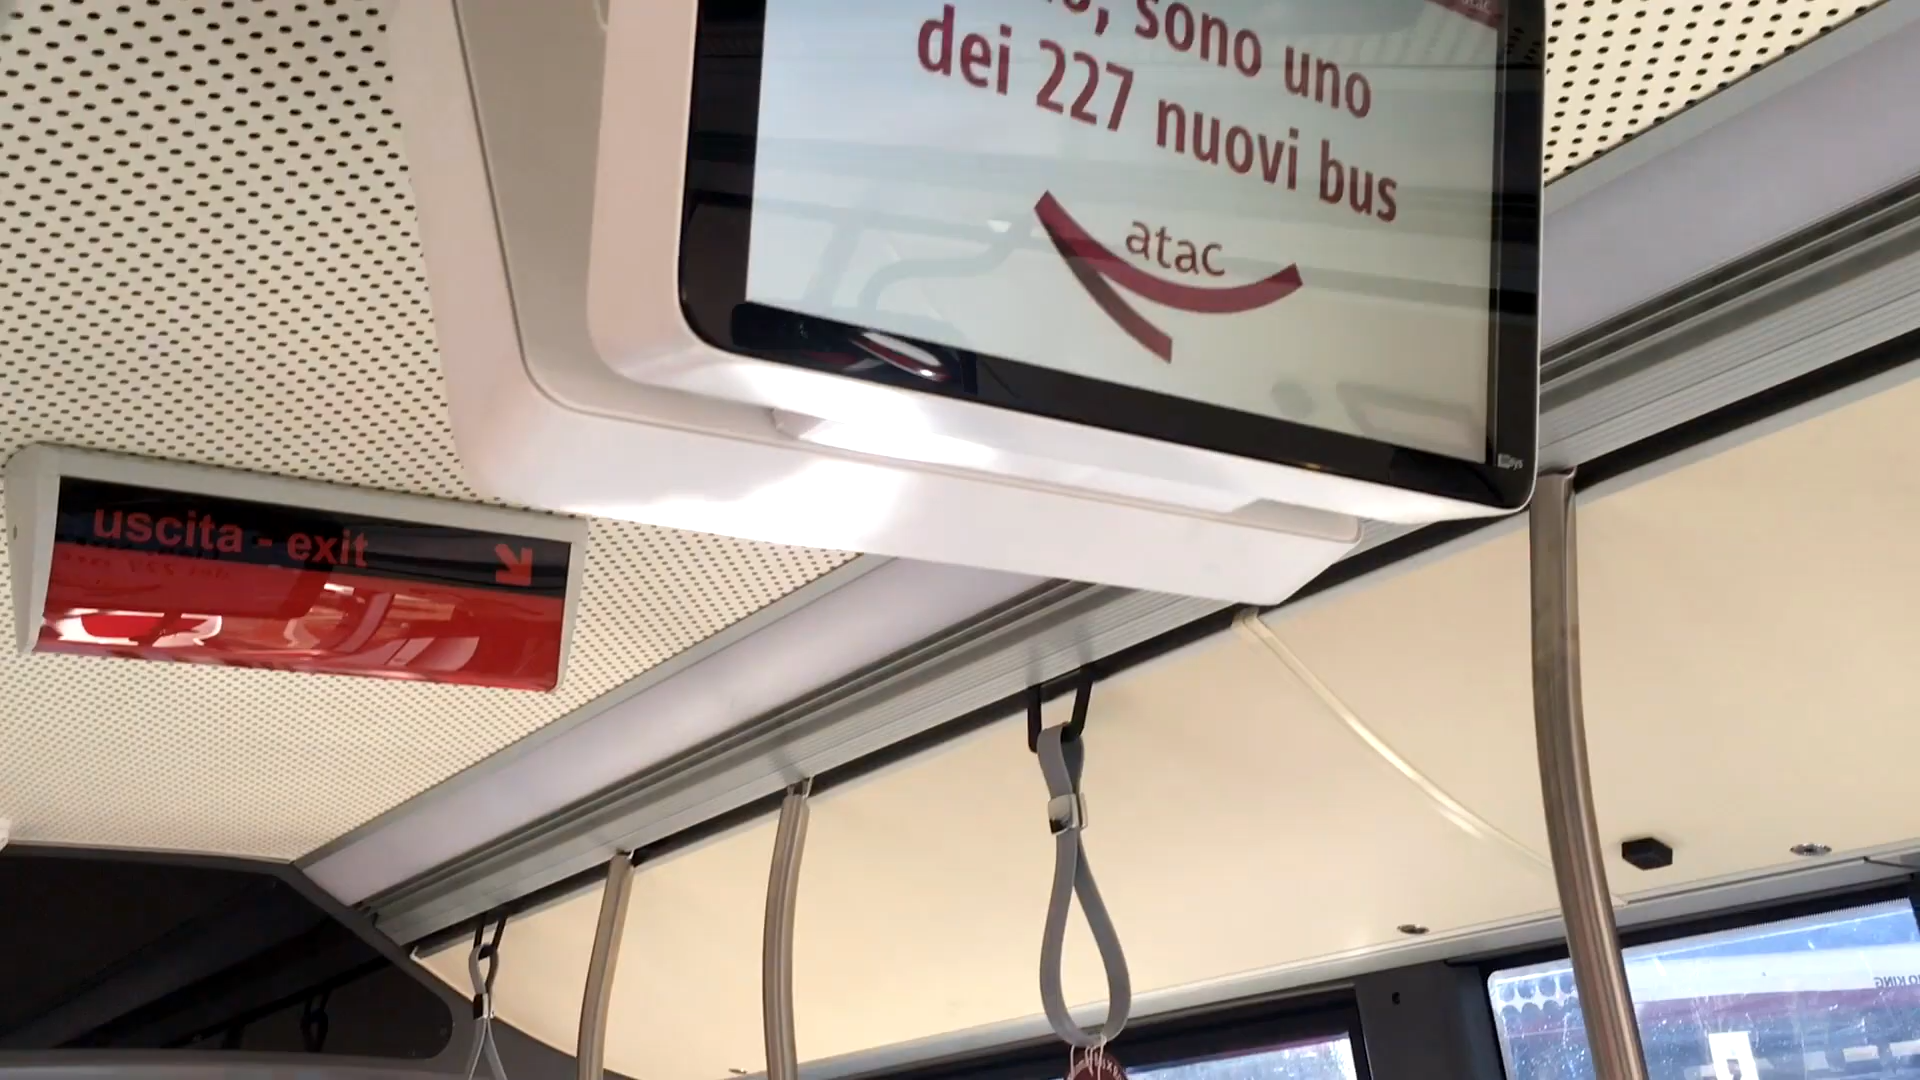 sono uno
dei 227 nuovi bus
atac
uscita - exit